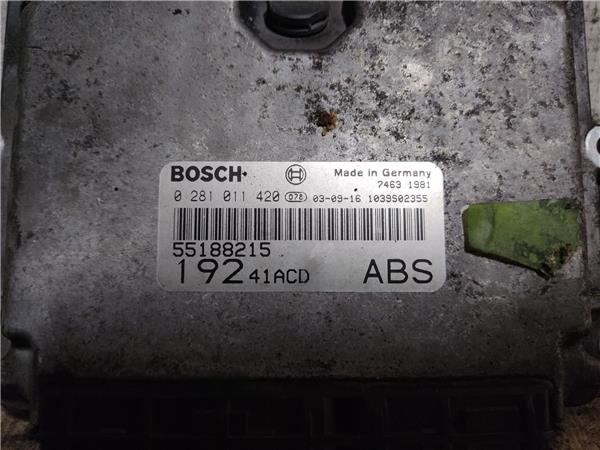 BOSCH
Made in Germany
7463 1981
0 281 011 420 078 03-09-16 1039S02355
55188215
192 41ACD ABS